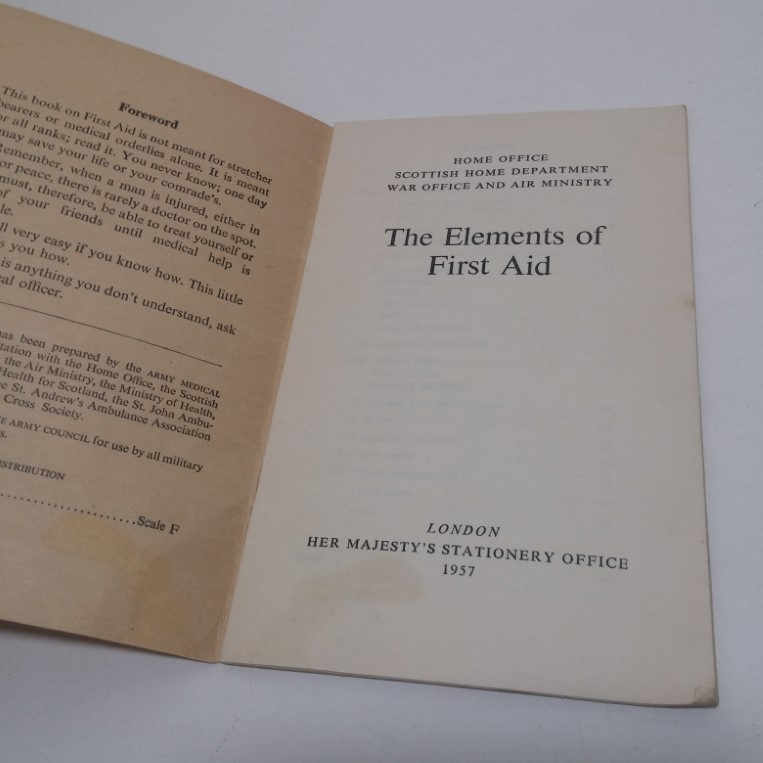 Foreword
This book on First Aid is not meant for stretcher
bearers or medical orderlies alone. It is meant
for all ranks; read it. You never know; one day
may save your life or your comrade's.
Remember, when a man is injured, either in
or peace, there is rarely a doctor on the spot.
must, therefore, be able to treat yourself or
of your friends until medical help is
le.
ll very easy if you know how. This little
s you how.
is anything you don't understand, ask
cal officer.
has been prepared by the ARMY MEDICAL
tation with the Home Office, the Scottish
the Air Ministry, the Ministry of Health,
Health for Scotland, the St. John Ambu-
e St. Andrew's Ambulance Association
Cross Society.
HE ARMY COUNCIL for use by all military
s.
ISTRIBUTION
......................Scale F
HOME OFFICE
SCOTTISH HOME DEPARTMENT
WAR OFFICE AND AIR MINISTRY
The Elements of
First Aid
LONDON
HER MAJESTY'S STATIONERY OFFICE
1957